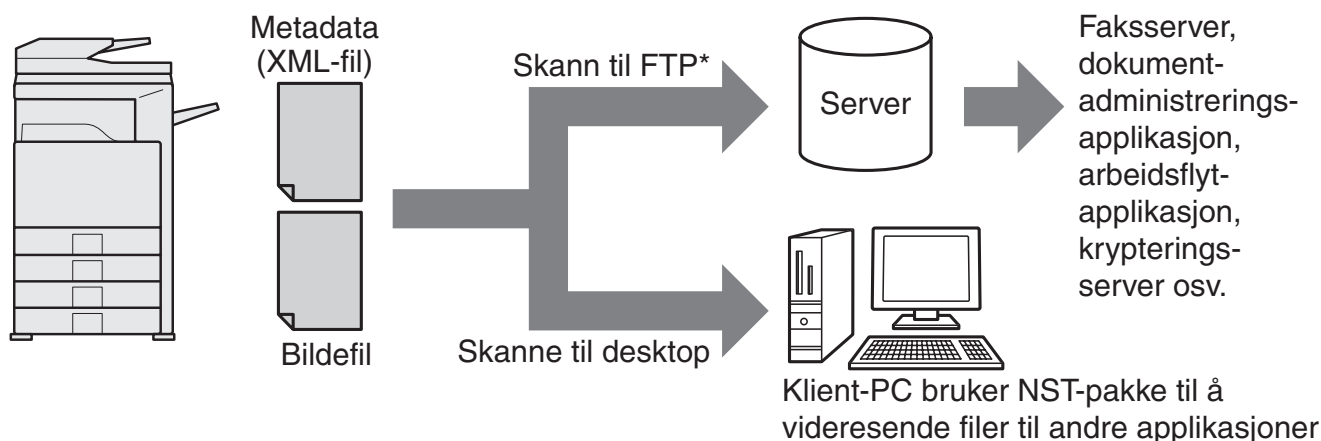 Metadata
(XML-fil)
Bildefil
Skann til FTP*
Skanne til desktop
Server
Faksserver,
dokument-
administrerings-
applikasjon,
arbeidsflyt-
applikasjon,
krypterings-
server osv.
Klient-PC bruker NST-pakke til å
videresende filer til andre applikasjoner